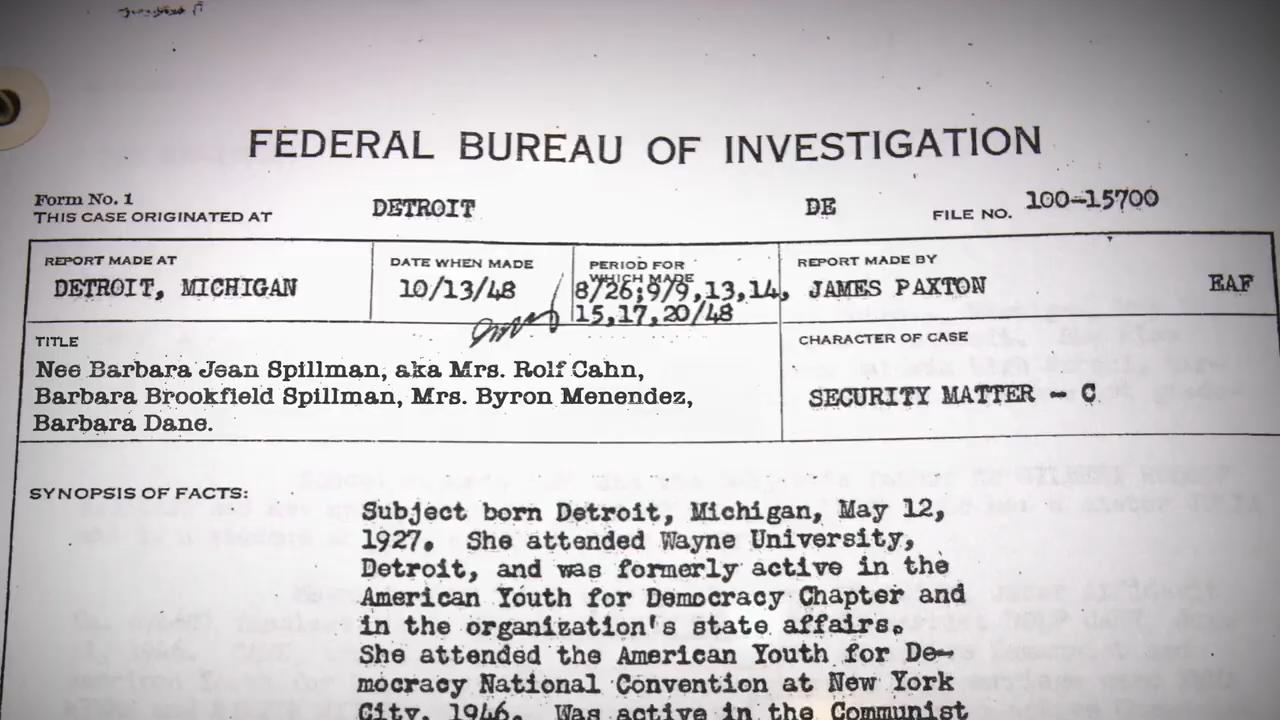 FEDERAL BUREAU OF INVESTIGATION
Form No. 1
THIS CASE ORIGINATED AT DETROIT DE FILE NO. 100-15700
REPORT MADE AT
DETROIT, MICHIGAN
DATE WHEN MADE
10/13/48
PERIOD FOR
WHICH MADE
8/26;9/9,13,14,
15,17,20/48
REPORT MADE BY
JAMES PAXTON EAF
TITLE
Nee Barbara Jean Spillman, aka Mrs. Rolf Cahn,
Barbara Brookfield Spillman, Mrs. Byron Menendez,
Barbara Dane.
CHARACTER OF CASE
SECURITY MATTER - C
SYNOPSIS OF FACTS:
Subject born Detroit, Michigan, May 12,
1927. She attended Wayne University,
Detroit, and was formerly active in the
American Youth for Democracy Chapter and
in the organization's state affairs.
She attended the American Youth for De-
mocracy National Convention at New York
City, 1946. Was active in the Communist